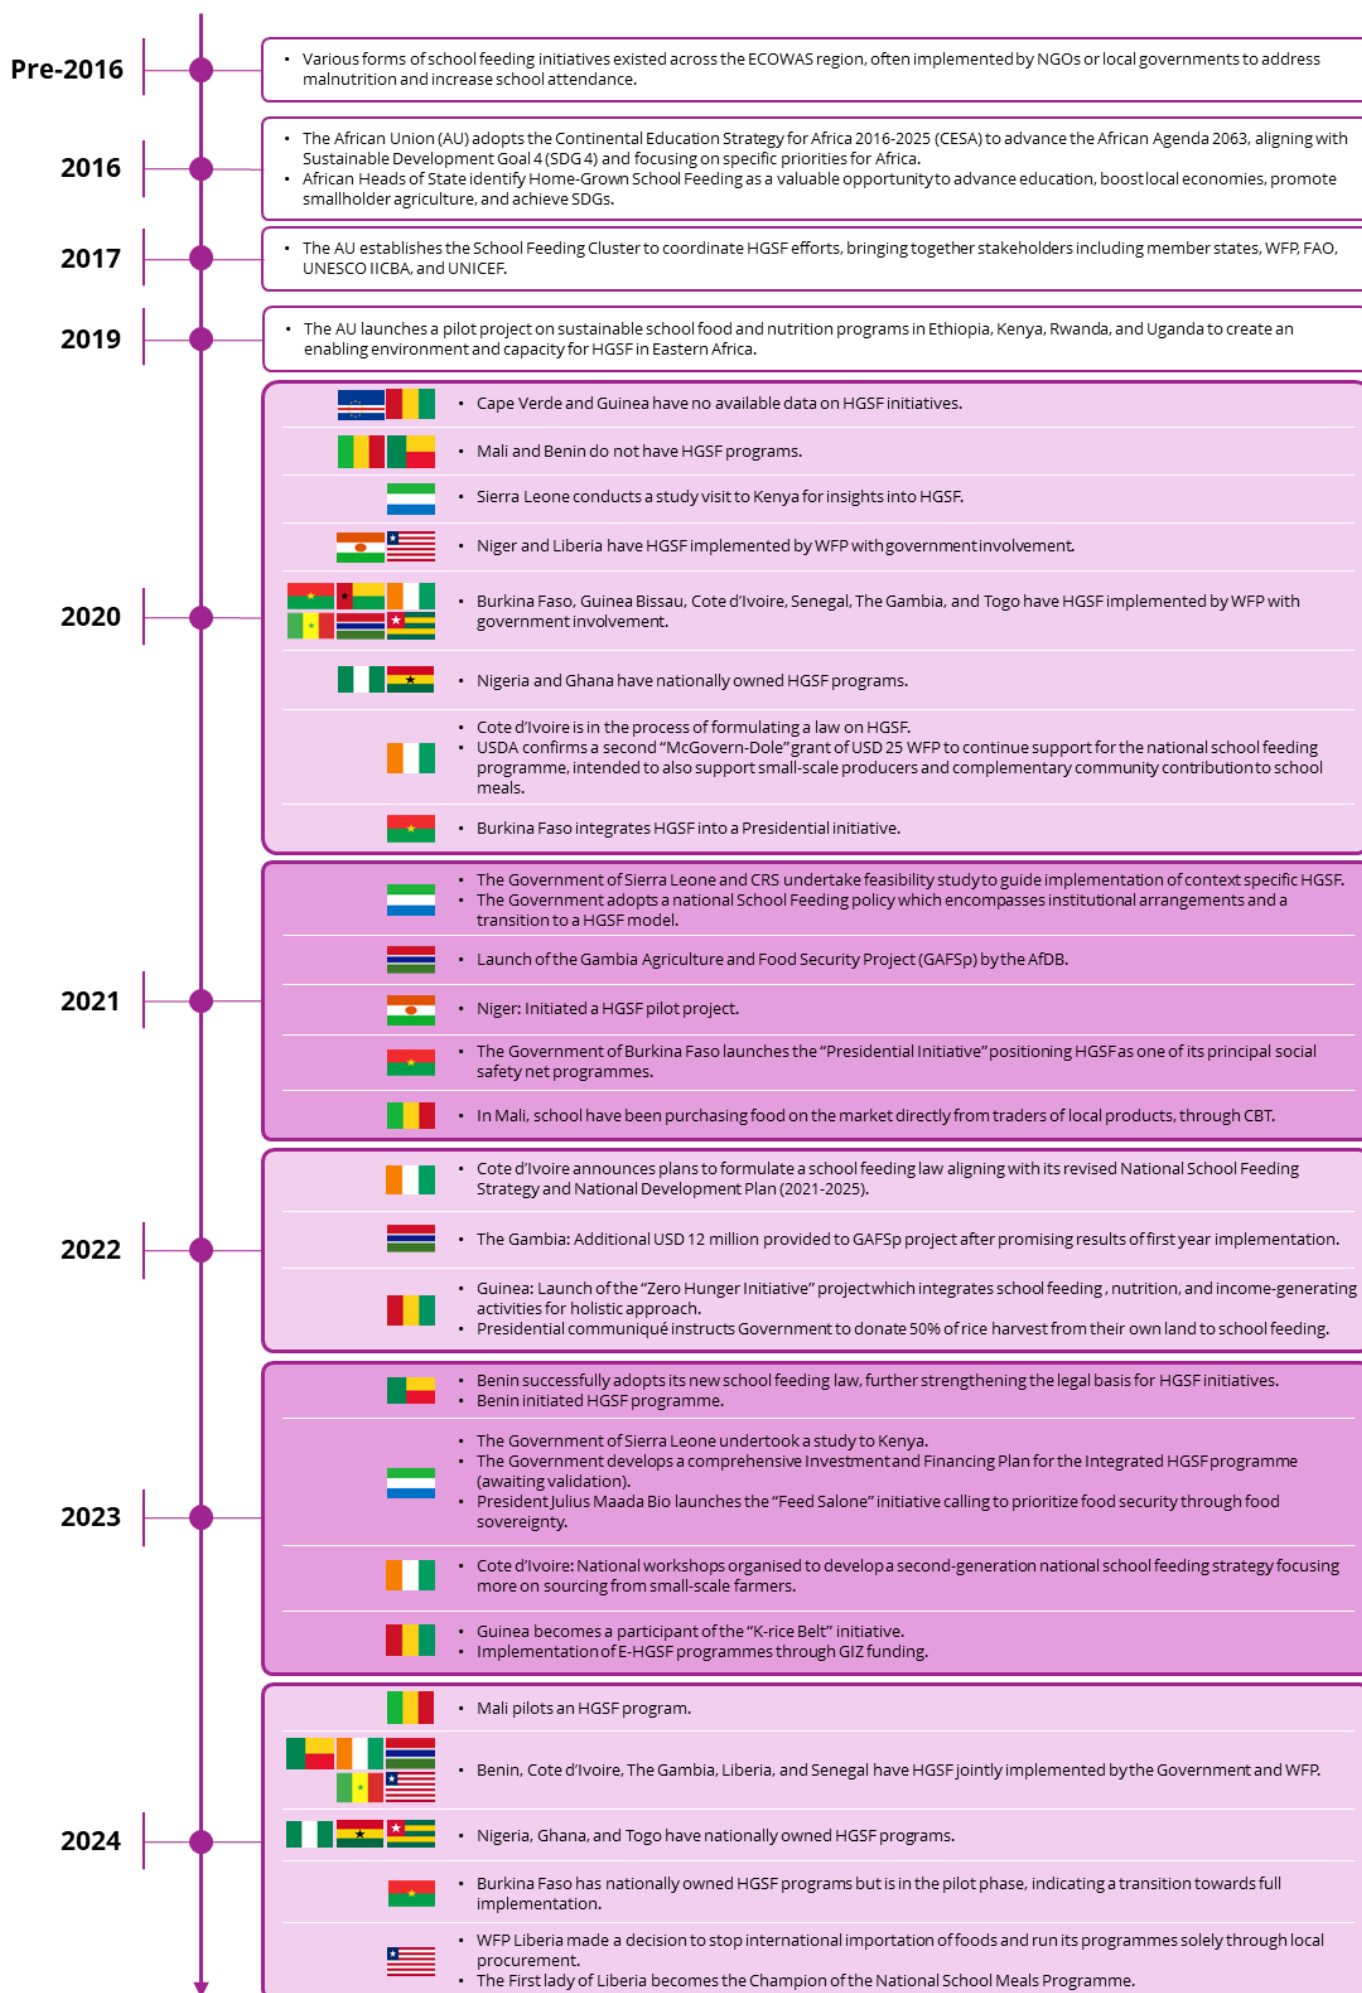 Pre-2016
• Various forms of school feeding initiatives existed across the ECOWAS region, often implemented by NGOs or local governments to address
malnutrition and increase school attendance.
2016
• The African Union (AU) adopts the Continental Education Strategy for Africa 2016-2025 (CESA) to advance the African Agenda 2063, aligning with
Sustainable Development Goal 4 (SDG 4) and focusing on specific priorities for Africa.
• African Heads of State identify Home-Grown School Feeding as a valuable opportunity to advance education, boost local economies, promote
smallholder agriculture, and achieve SDGs.
2017
• The AU establishes the School Feeding Cluster to coordinate HGSF efforts, bringing together stakeholders including member states, WFP, FAO,
UNESCO IICBA, and UNICEF.
2019
• The AU launches a pilot project on sustainable school food and nutrition programs in Ethiopia, Kenya, Rwanda, and Uganda to create an
enabling environment and capacity for HGSF in Eastern Africa.
2020
• Cape Verde and Guinea have no available data on HGSF initiatives.
• Mali and Benin do not have HGSF programs.
• Sierra Leone conducts a study visit to Kenya for insights into HGSF.
• Niger and Liberia have HGSF implemented by WFP with government involvement.
• Burkina Faso, Guinea Bissau, Cote d'Ivoire, Senegal, The Gambia, and Togo have HGSF implemented by WFP with
government involvement.
• Nigeria and Ghana have nationally owned HGSF programs.
• Cote d'Ivoire is in the process of formulating a law on HGSF.
• USDA confirms a second “McGovern-Dole” grant of USD 25 WFP to continue support for the national school feeding
programme, intended to also support small-scale producers and complementary community contribution to school
meals.
• Burkina Faso integrates HGSF into a Presidential initiative.
2021
• The Government of Sierra Leone and CRS undertake feasibility study to guide implementation of context specific HGSF.
• The Government adopts a national School Feeding policy which encompasses institutional arrangements and a
transition to a HGSF model.
• Launch of the Gambia Agriculture and Food Security Project (GAFSp) by the AfDB.
• Niger: Initiated a HGSF pilot project.
• The Government of Burkina Faso launches the “Presidential Initiative” positioning HGSF as one of its principal social
safety net programmes.
• In Mali, school have been purchasing food on the market directly from traders of local products, through CBT.
2022
• Cote d'Ivoire announces plans to formulate a school feeding law aligning with its revised National School Feeding
Strategy and National Development Plan (2021-2025).
• The Gambia: Additional USD 12 million provided to GAFSp project after promising results of first year implementation.
• Guinea: Launch of the “Zero Hunger Initiative” project which integrates school feeding , nutrition, and income-generating
activities for holistic approach.
• Presidential communiqué instructs Government to donate 50% of rice harvest from their own land to school feeding.
2023
• Benin successfully adopts its new school feeding law, further strengthening the legal basis for HGSF initiatives.
• Benin initiated HGSF programme.
• The Government of Sierra Leone undertook a study to Kenya.
• The Government develops a comprehensive Investment and Financing Plan for the Integrated HGSF programme
(awaiting validation).
• President Julius Maada Bio launches the “Feed Salone” initiative calling to prioritize food security through food
sovereignty.
• Cote d'Ivoire: National workshops organised to develop a second-generation national school feeding strategy focusing
more on sourcing from small-scale farmers.
• Guinea becomes a participant of the “K-rice Belt” initiative.
• Implementation of E-HGSF programmes through GIZ funding.
2024
• Mali pilots an HGSF program.
• Benin, Cote d'Ivoire, The Gambia, Liberia, and Senegal have HGSF jointly implemented by the Government and WFP.
• Nigeria, Ghana, and Togo have nationally owned HGSF programs.
• Burkina Faso has nationally owned HGSF programs but is in the pilot phase, indicating a transition towards full
implementation.
• WFP Liberia made a decision to stop international importation of foods and run its programmes solely through local
procurement.
• The First lady of Liberia becomes the Champion of the National School Meals Programme.